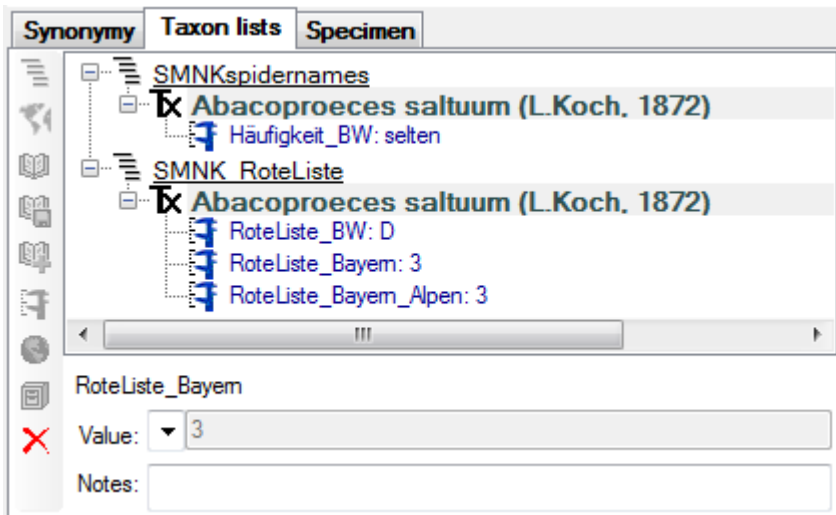 Synonymy Taxon lists Specimen
SMNKspidernames
Abacoproeces saltuum (L.Koch, 1872)
Häufigkeit_BW: selten
SMNK_RoteListe
Abacoproeces saltuum (L.Koch, 1872)
RoteListe_BW: D
RoteListe_Bayern: 3
RoteListe_Bayern_Alpen: 3
RoteListe_Bayern
Value: 3
Notes: